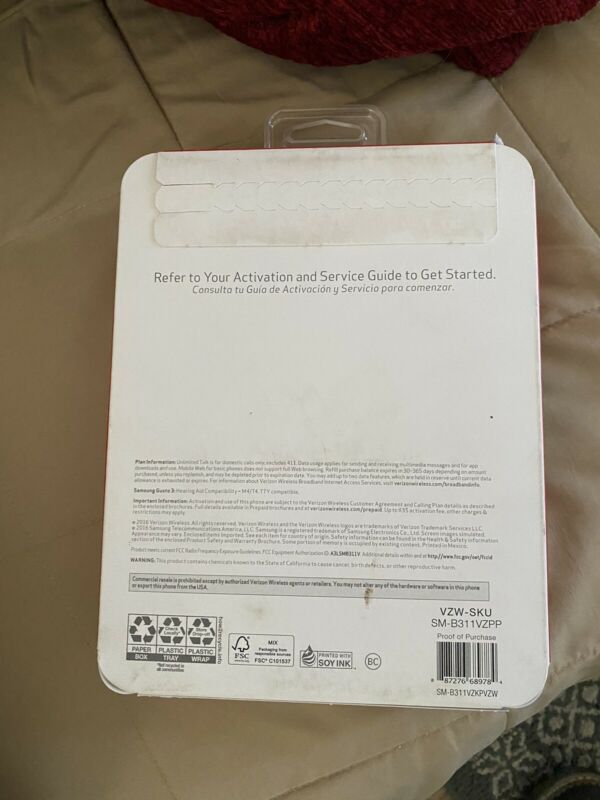 Refer to Your Activation and Service Guide to Get Started.
Consulta tu Guía de Activación y Servicio para comenzar.
Plan Information: Unlimited Talk is for domestic calls only; excludes 411. Data usage applies for sending and receiving multimedia messages and for app
downloads and use. Mobile Web for basic phones does not support full Web browsing. Refill purchase balance expires in 30-365 days depending on amount
purchased, unless you replenish, and may be depleted prior to expiration date. You may add up to two data features, which are held in reserve until current data
allowance is exhausted or expires. For information about Verizon Wireless Broadband Internet Access Services, visit verizonwireless.com/broadbandinfo.
Samsung Gusto 3: Hearing Aid Compatibility – M4/T4, TTY compatible.
Important Information: Activation and use of this phone are subject to the Verizon Wireless Customer Agreement and Calling Plan details as described
in the enclosed brochures. Full details available in Prepaid brochures and at verizonwireless.com/prepaid. Up to $35 activation fee, other charges &
restrictions may apply.
© 2016 Verizon Wireless. All rights reserved. Verizon Wireless and the Verizon Wireless logos are trademarks of Verizon Trademark Services LLC.
© 2016 Samsung Telecommunications America, LLC. Samsung is a registered trademark of Samsung Electronics Co., Ltd. Screen images simulated.
Appearance may vary. Enclosed items imported. See each item for country of origin. Safety information can be found in the Health & Safety Information
section of the enclosed Product Safety and Warranty Brochure. Some portion of memory is occupied by existing content. Printed in Mexico.
Product meets current FCC Radio Frequency Exposure Guidelines. FCC Equipment Authorization ID: A3LSMB311V. Additional details within and at http://www.fcc.gov/oet/fccid
WARNING: This product contains chemicals known to the State of California to cause cancer, birth defects, or other reproductive harm.
Commercial resale is prohibited except by authorized Verizon Wireless agents or retailers. You may not alter any of the hardware or software in this phone
or export this phone from the USA.
VZW-SKU
SM-B311VZPP
Proof of Purchase
8 87276 68978 4
SM-B311VZKPVZW
Check Locally*
Store Drop-off
PAPER
BOX
PLASTIC
TRAY
PLASTIC
WRAP
*Not recycled in
all communities
how2recycle.info
FSC
MIX
Packaging from
responsible sources
FSC® C101537
PRINTED WITH
SOY INK
BC